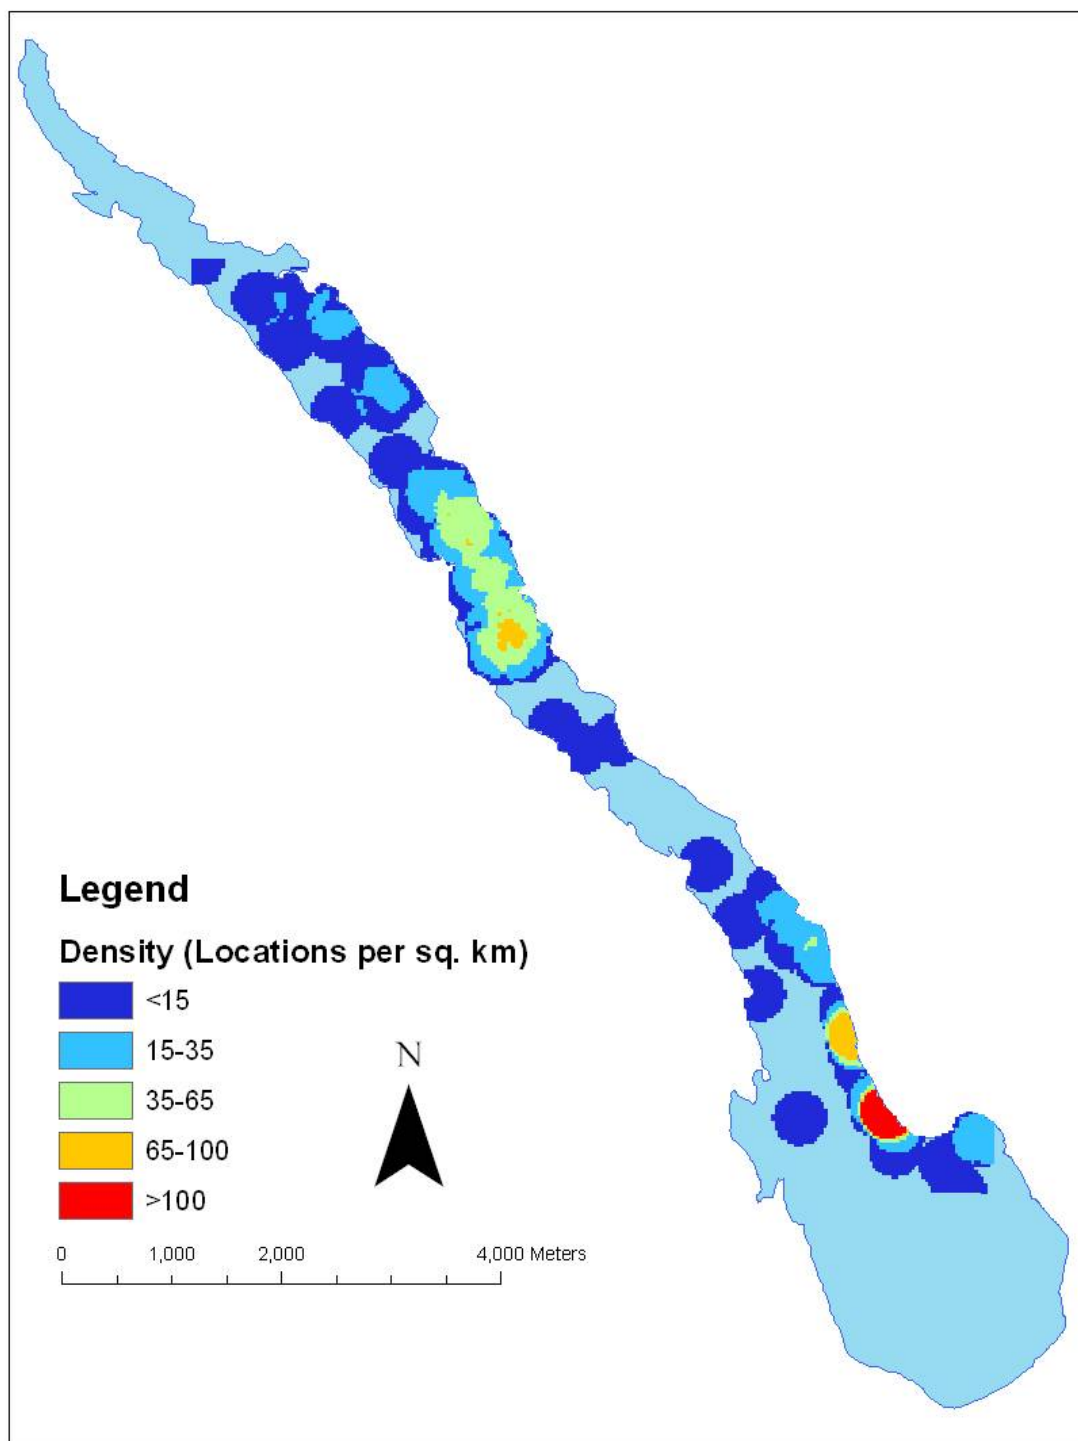 Legend
Density (Locations per sq. km)
<15
15-35
35-65
65-100
>100
N
0 1,000 2,000 4,000 Meters